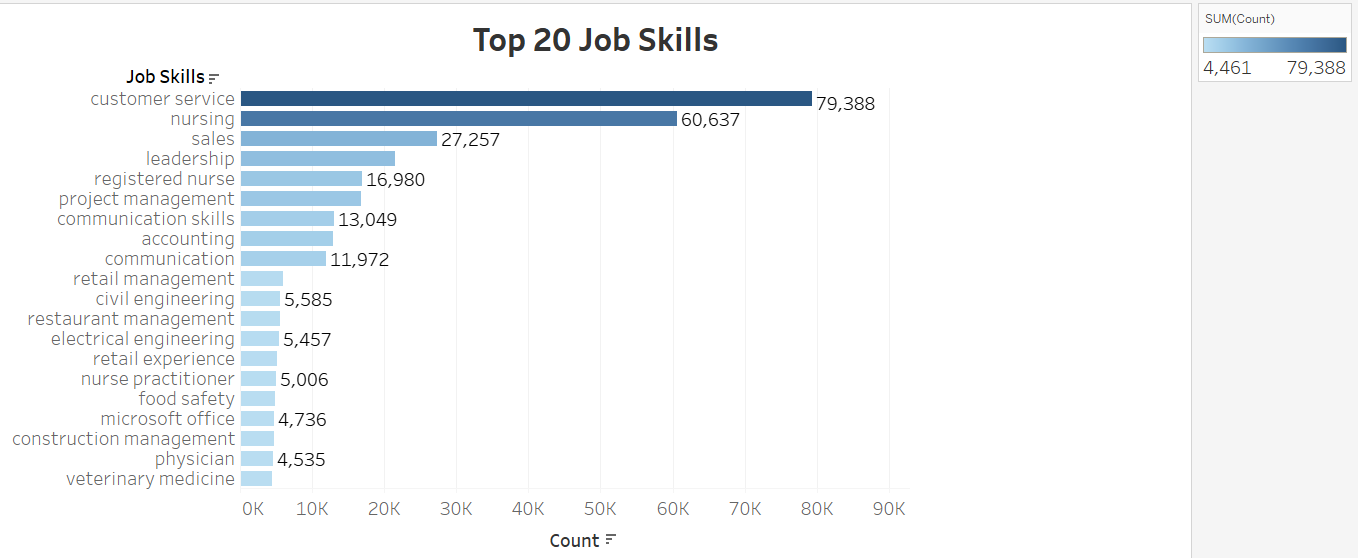 Top 20 Job Skills
Job Skills
customer service 79,388
nursing 60,637
sales 27,257
leadership
registered nurse 16,980
project management
communication skills 13,049
accounting
communication 11,972
retail management
civil engineering 5,585
restaurant management
electrical engineering 5,457
retail experience
nurse practitioner 5,006
food safety
microsoft office 4,736
construction management
physician 4,535
veterinary medicine
0K 10K 20K 30K 40K 50K 60K 70K 80K 90K
Count
SUM(Count)
4,461 79,388